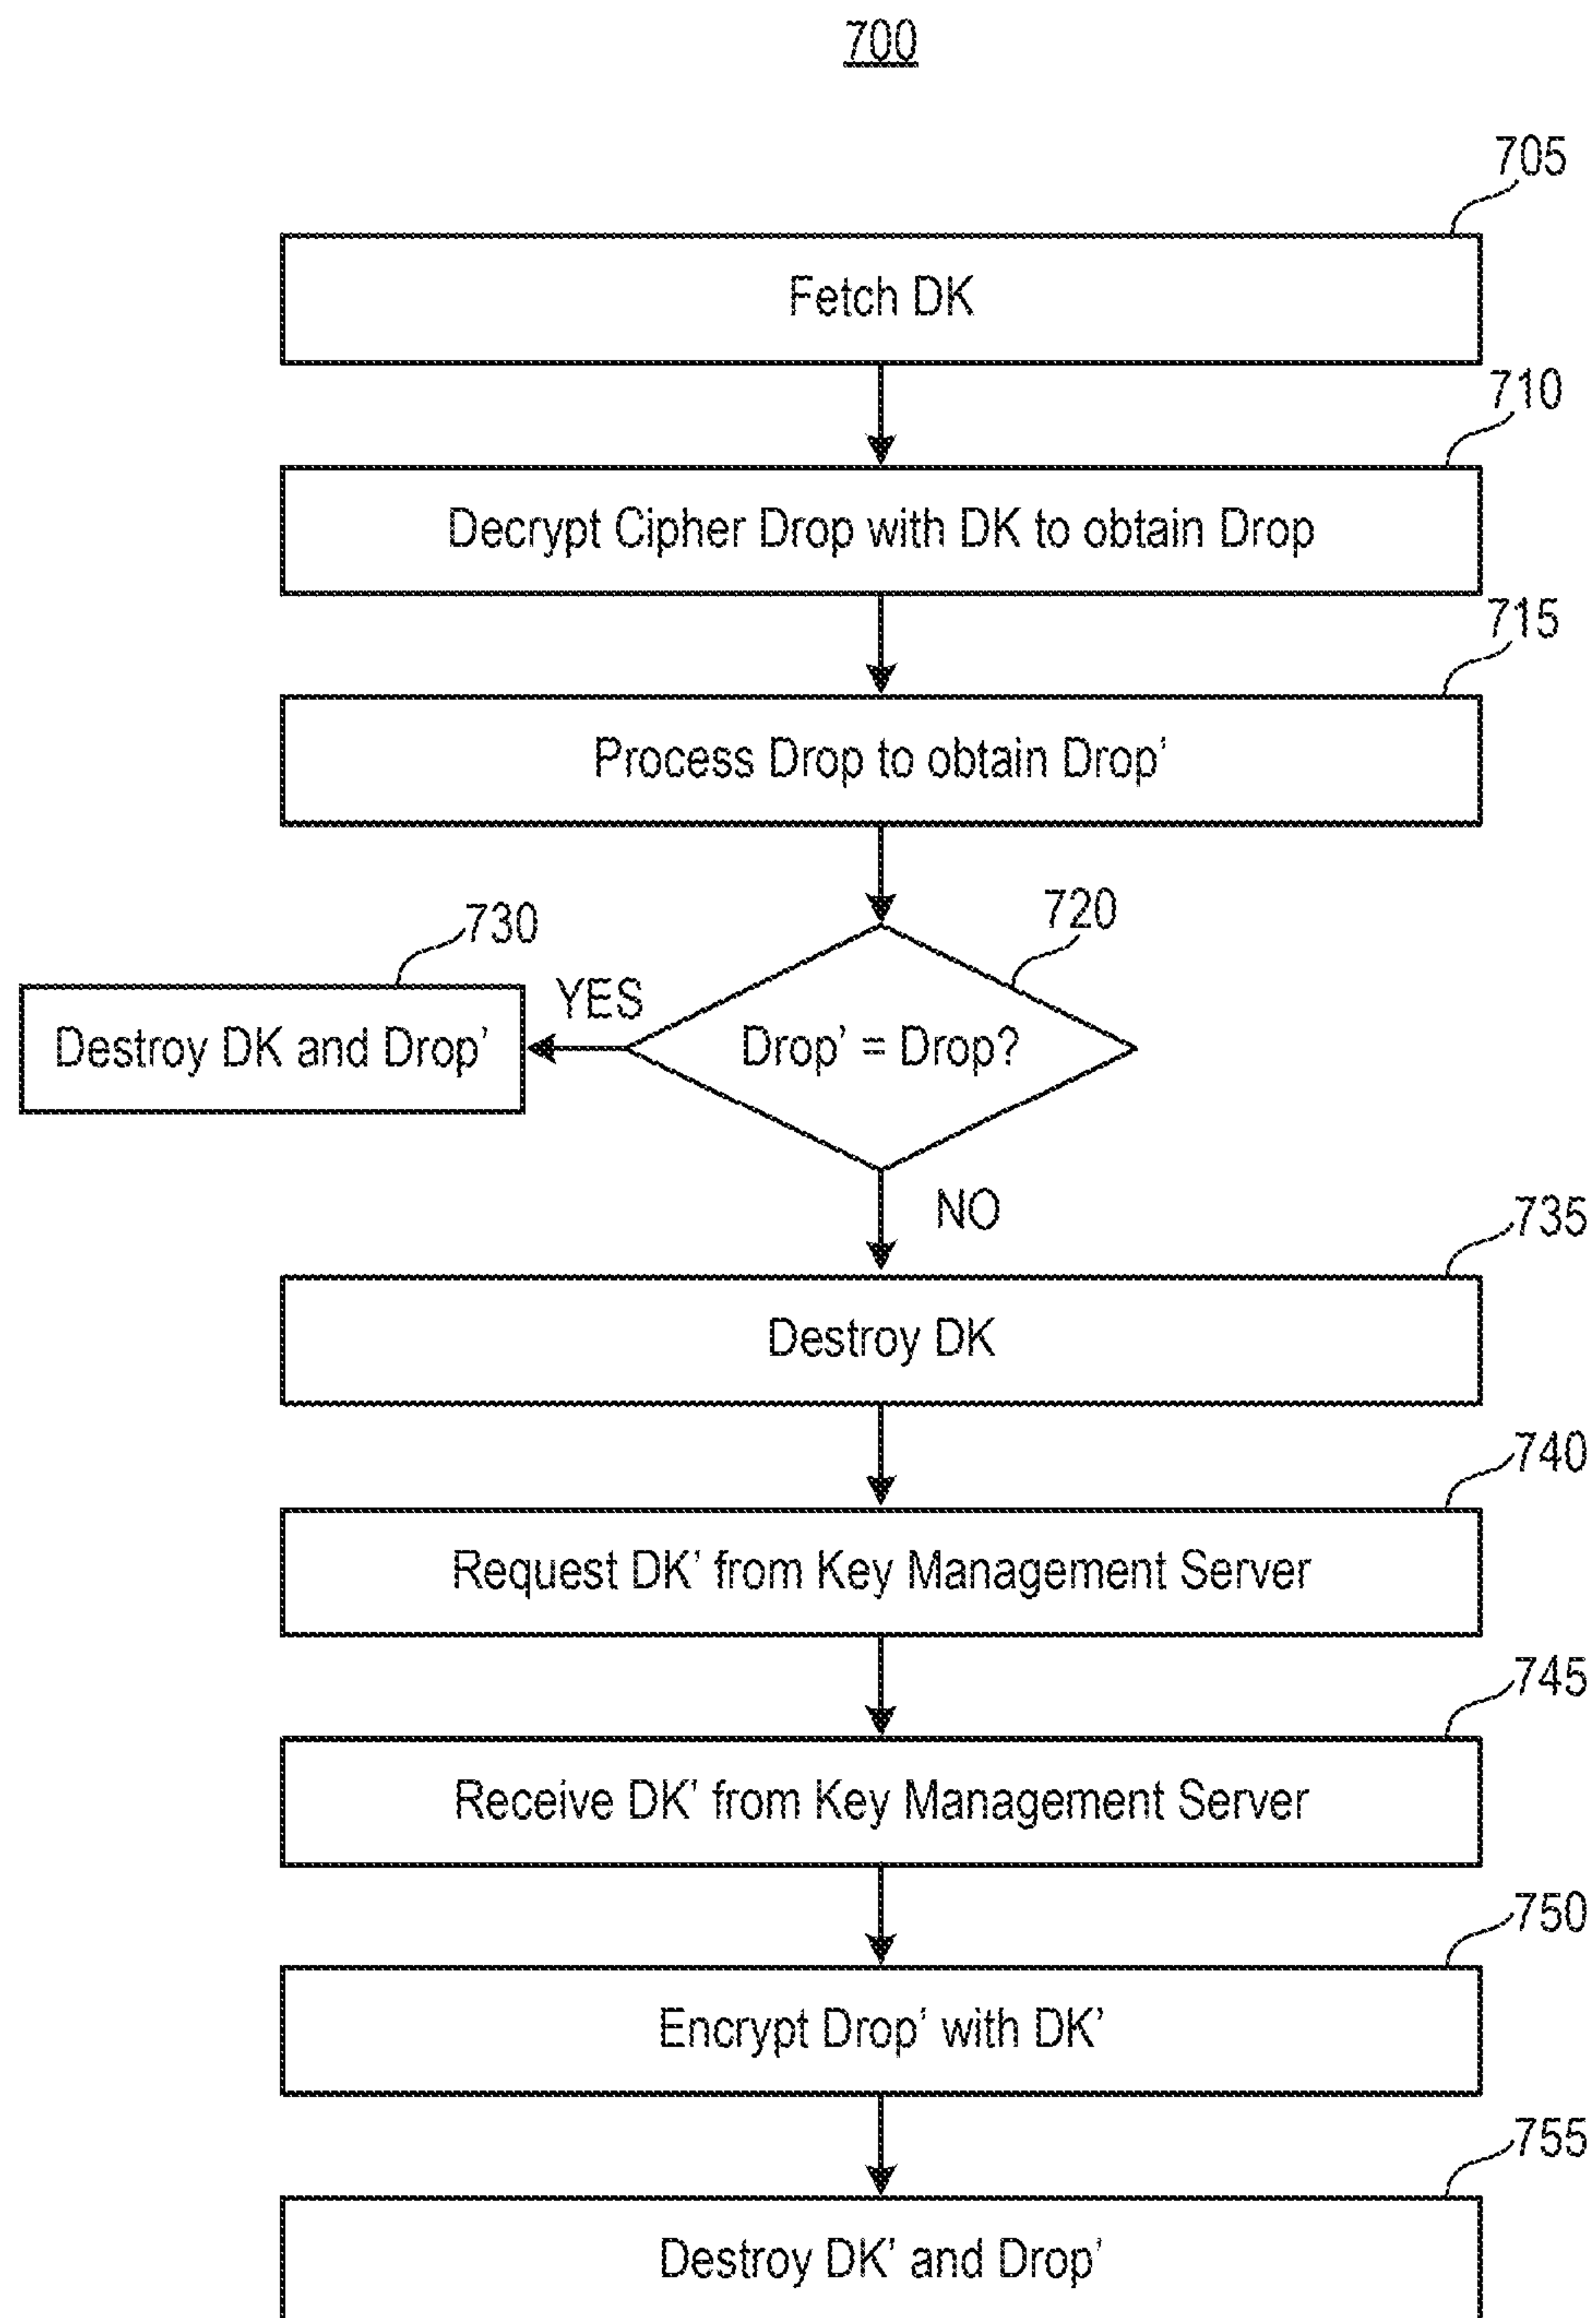 700
705
Fetch DK
710
Decrypt Cipher Drop with DK to obtain Drop
715
Process Drop to obtain Drop’
730
720
YES
Destroy DK and Drop’
Drop’ = Drop?
NO
735
Destroy DK
740
Request DK’ from Key Management Server
745
Receive DK’ from Key Management Server
750
Encrypt Drop’ with DK’
755
Destroy DK’ and Drop’